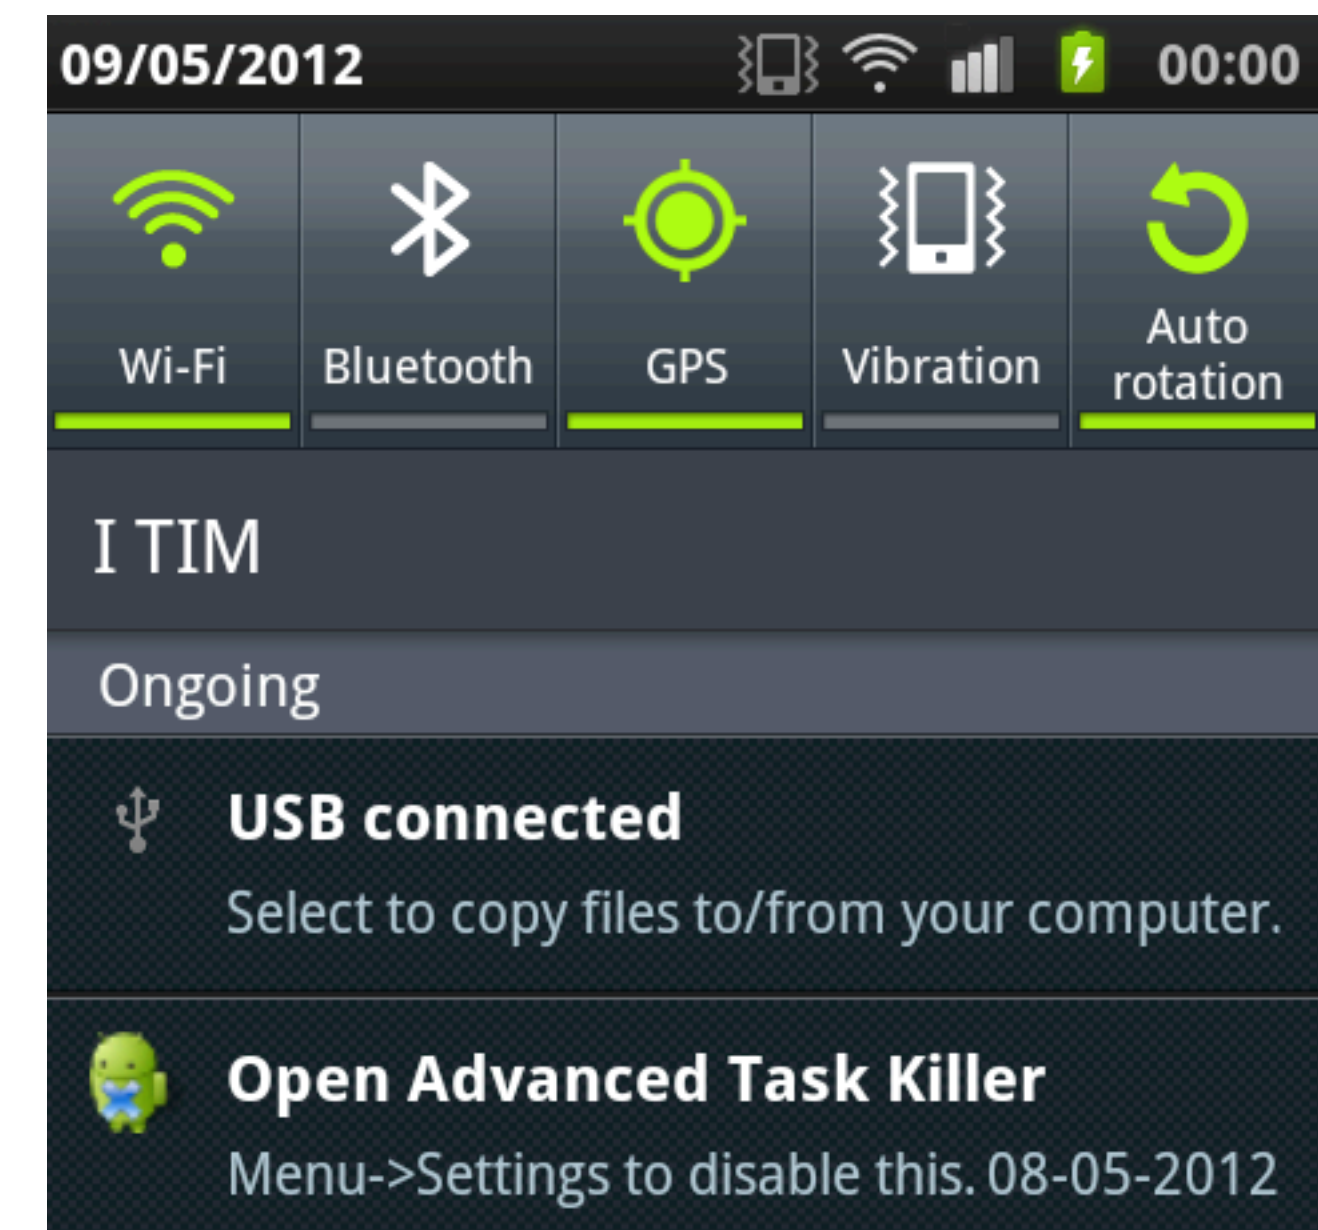 09/05/2012 00:00
Wi-Fi Bluetooth GPS Vibration Auto rotation
I TIM
Ongoing
USB connected
Select to copy files to/from your computer.
Open Advanced Task Killer
Menu->Settings to disable this. 08-05-2012